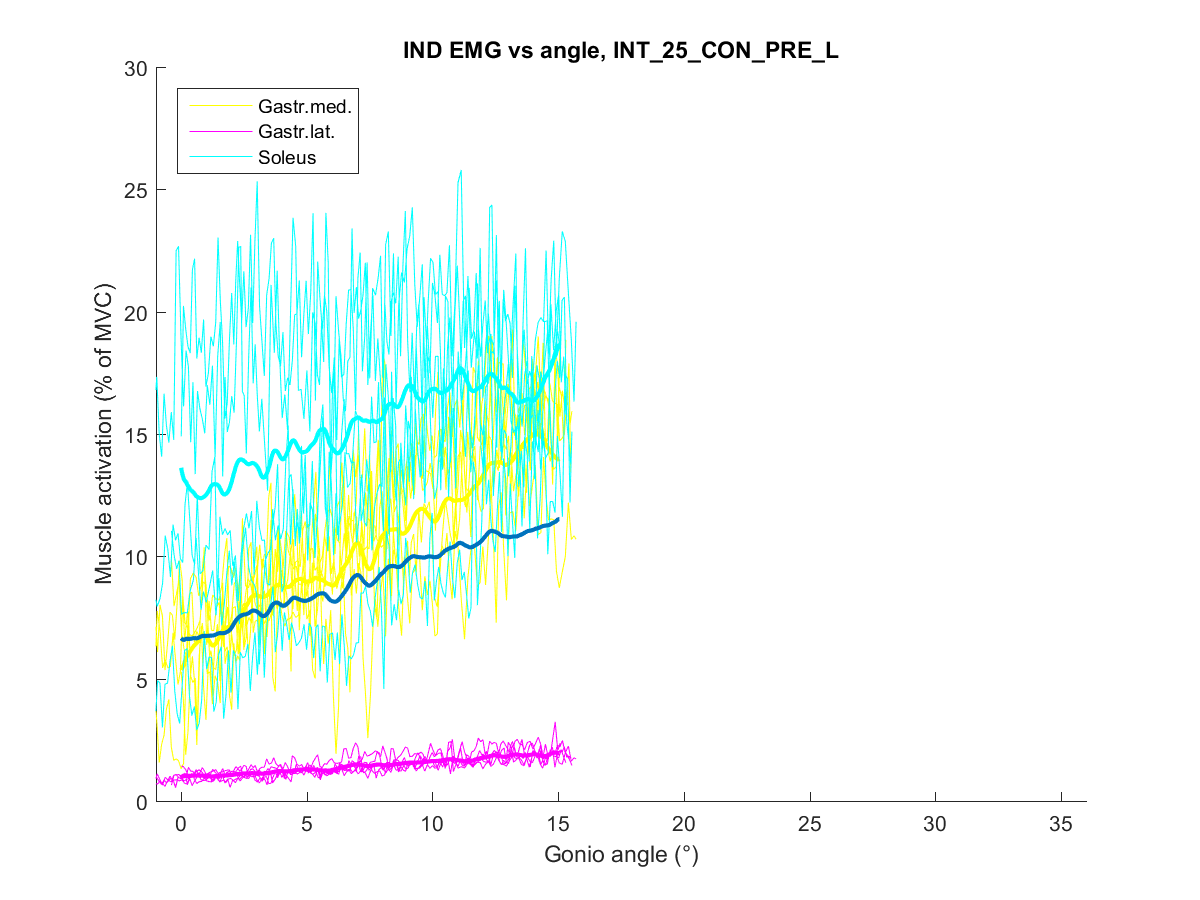 IND EMG vs angle, INT_25_CON_PRE_L
30
25
20
15
10
5
0
Gastr.med.
Gastr.lat.
Soleus
Muscle activation (% of MVC)
0 5 10 15 20 25 30 35
Gonio angle (°)